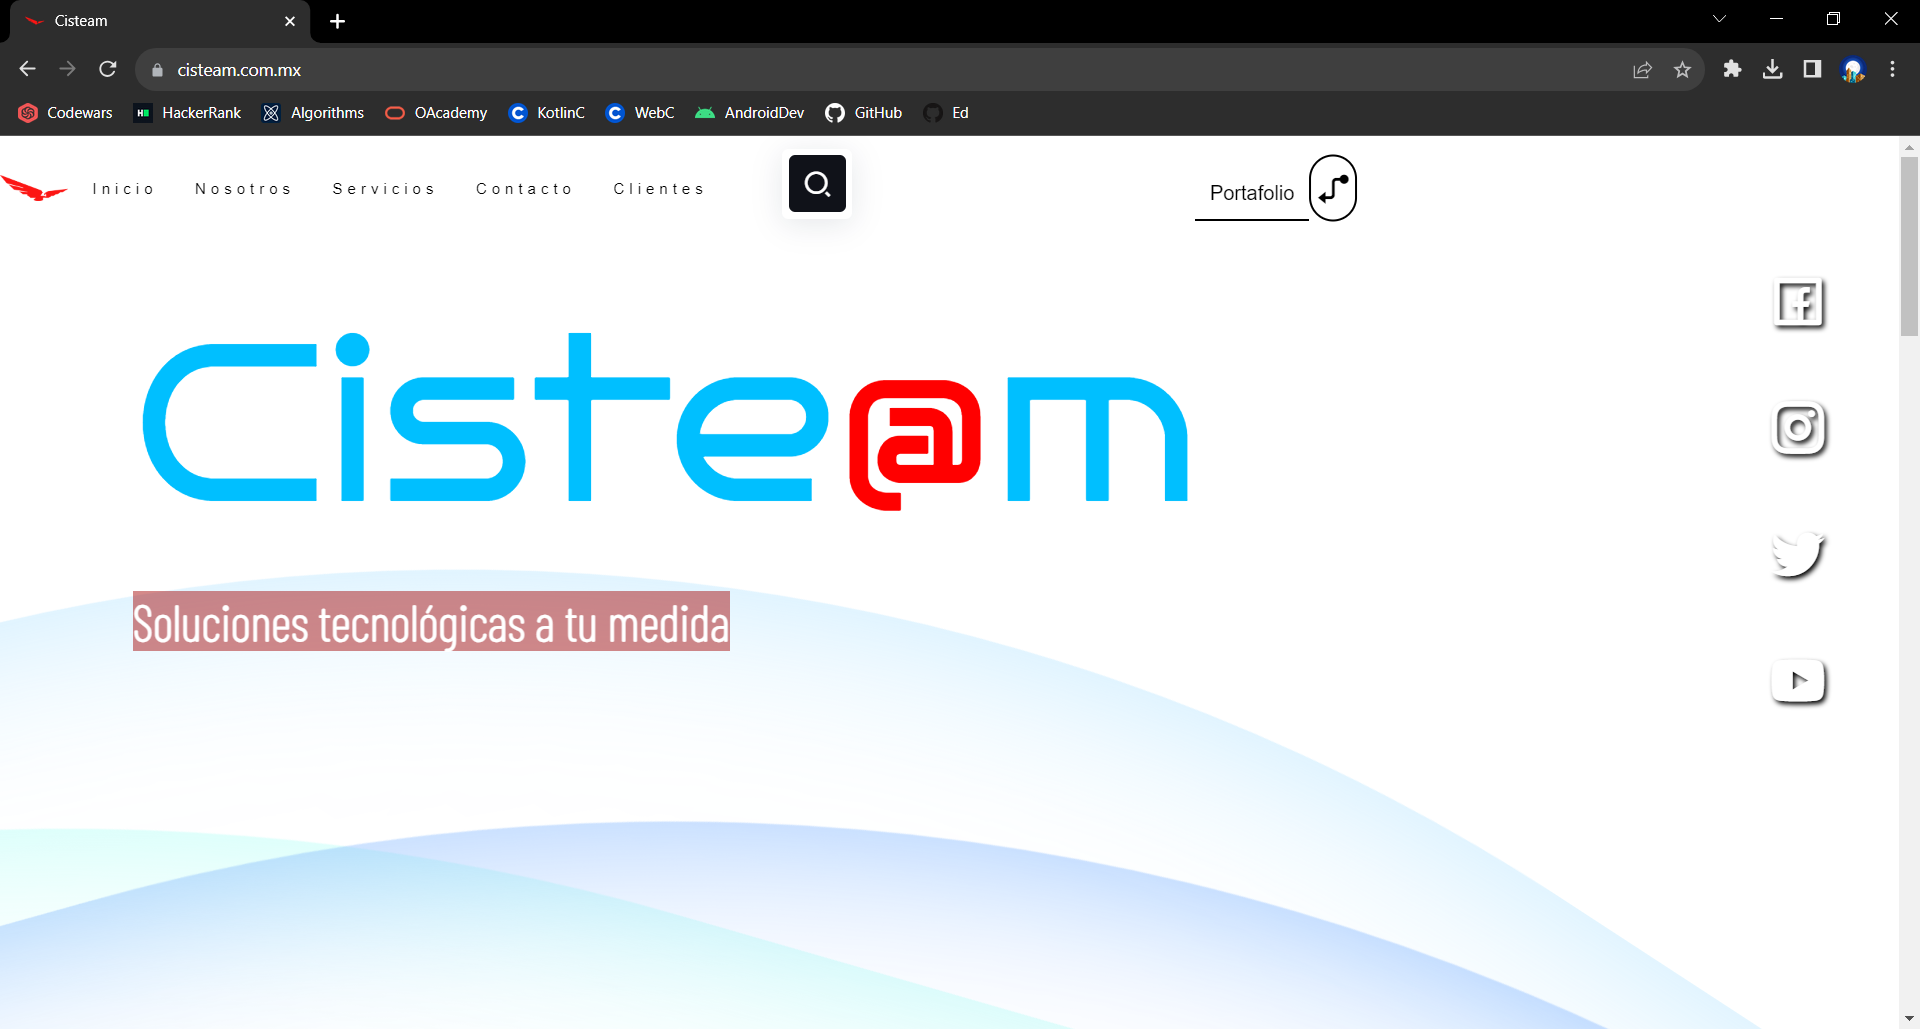 Cisteam
cisteam.com.mx
Codewars HackerRank Algorithms OAcademy KotlinC WebC AndroidDev GitHub Ed
Inicio Nosotros Servicios Contacto Clientes Portafolio
Ciste@m
Soluciones tecnológicas a tu medida